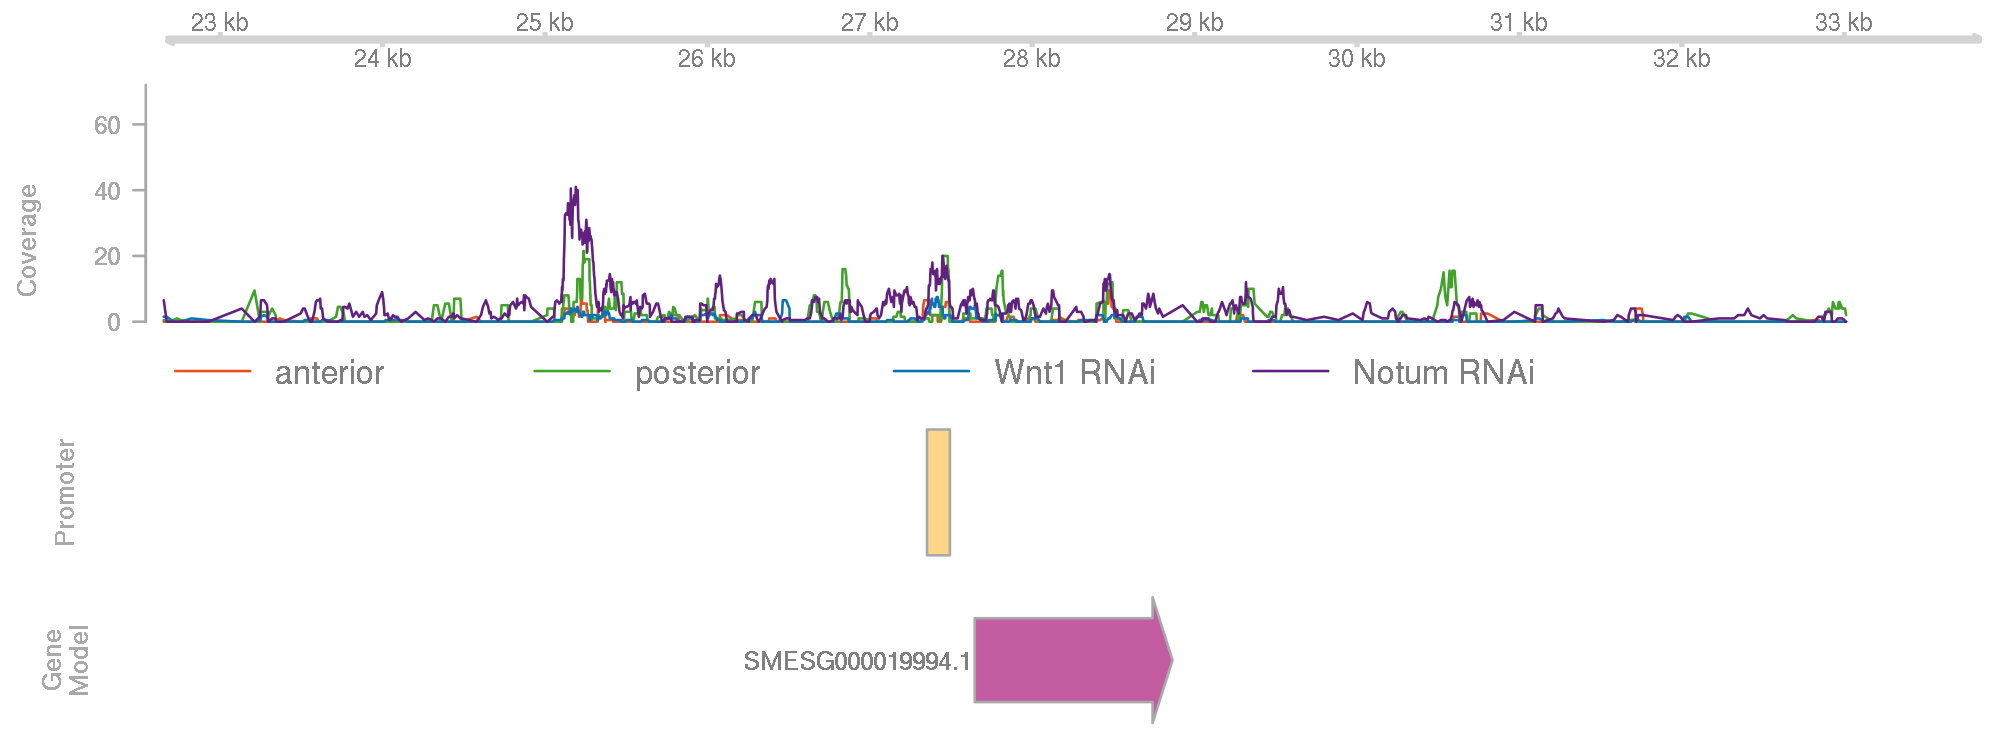 23 kb 25 kb 27 kb 29 kb 31 kb 33 kb
24 kb 26 kb 28 kb 30 kb 32 kb
60
40
20
0
Coverage
anterior posterior Wnt1 RNAi Notum RNAi
Promoter
Gene
Model
SMESG000019994.1